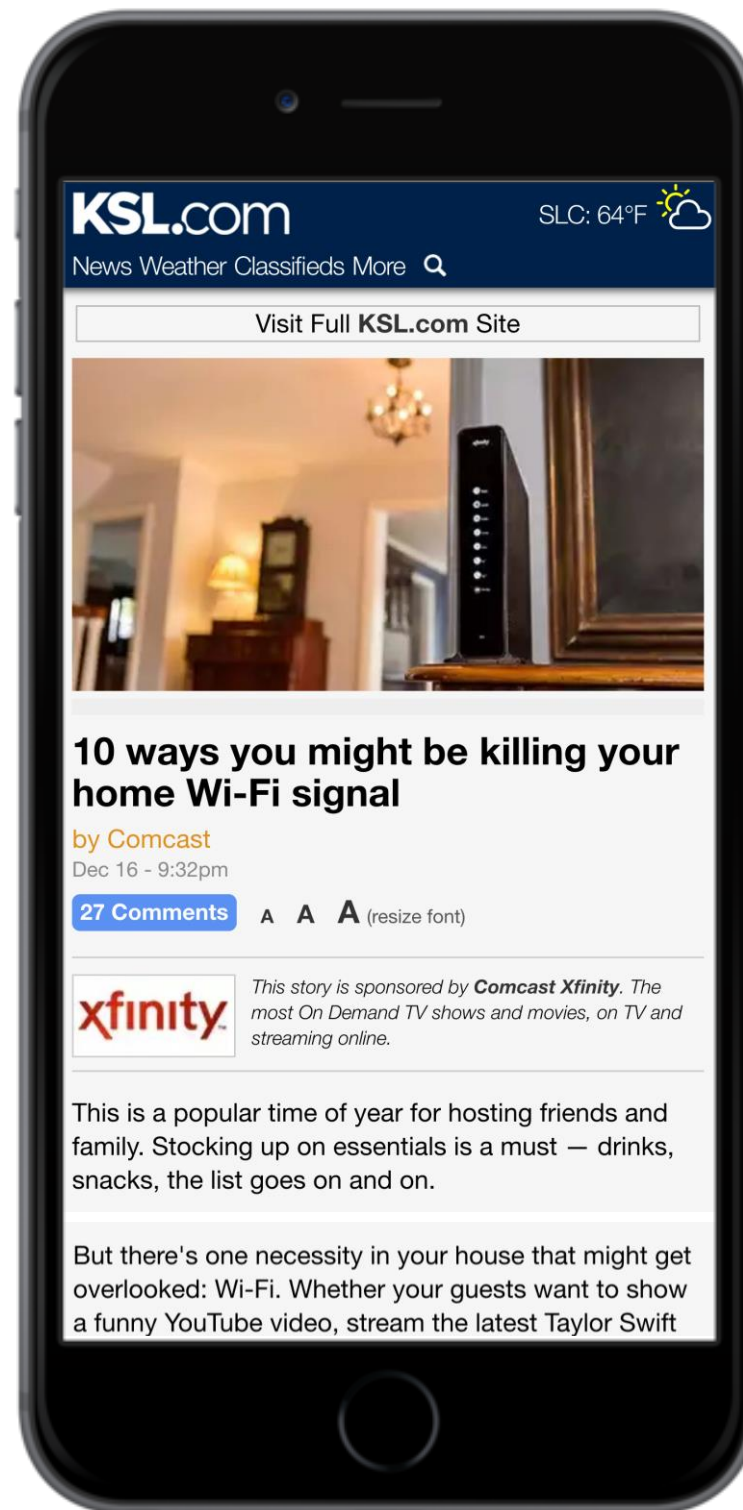 KSL.com
SLC: 64°F
News Weather Classifieds More
Visit Full KSL.com Site
xfinity
10 ways you might be killing your
home Wi-Fi signal
by Comcast
Dec 16 - 9:32pm
27 Comments A A A (resize font)
xfinity
This story is sponsored by Comcast Xfinity. The
most On Demand TV shows and movies, on TV and
streaming online.
This is a popular time of year for hosting friends and
family. Stocking up on essentials is a must — drinks,
snacks, the list goes on and on.
But there's one necessity in your house that might get
overlooked: Wi-Fi. Whether your guests want to show
a funny YouTube video, stream the latest Taylor Swift